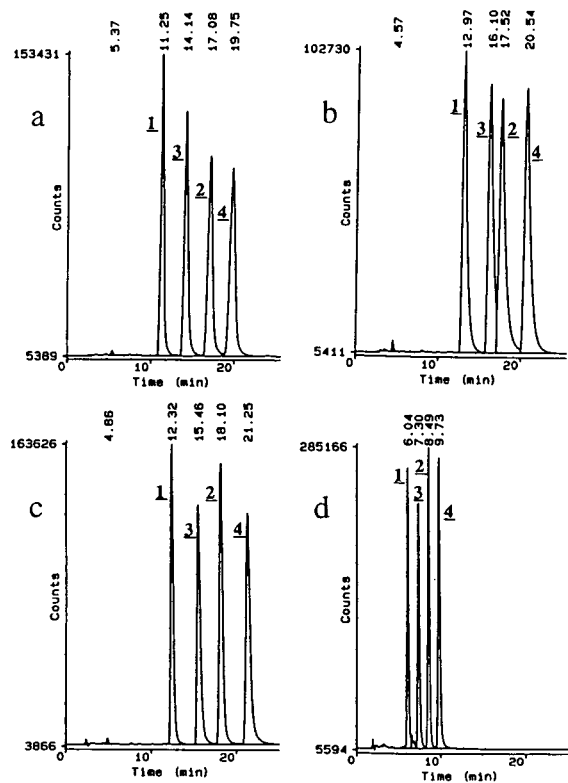 5.37 11.25 14.14 17.08 19.75
153431
a
1
3
2
4
Counts
5389
0 10 20
Time (min)
4.57 12.97 16.10 17.52 20.54
102730
b
1
3
2
4
Counts
5411
0 10 20
Time (min)
4.86 12.32 15.46 18.10 21.25
163626
c
1
3
2
4
Counts
3866
0 10 20
Time (min)
6.04 7.30 8.49 9.73
285166
d
1
2
3
4
Counts
5594
0 10 20
Time (min)